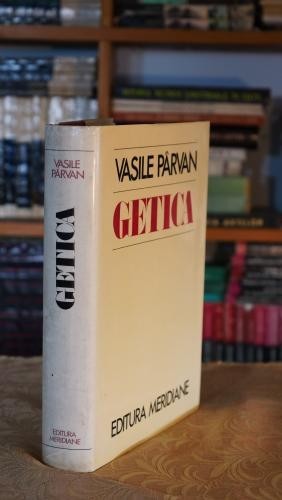 VASILE
PÂRVAN
GETICA
EDITURA
MERIDIANE
VASILE PÂRVAN
GETICA
EDITURA MERIDIANE